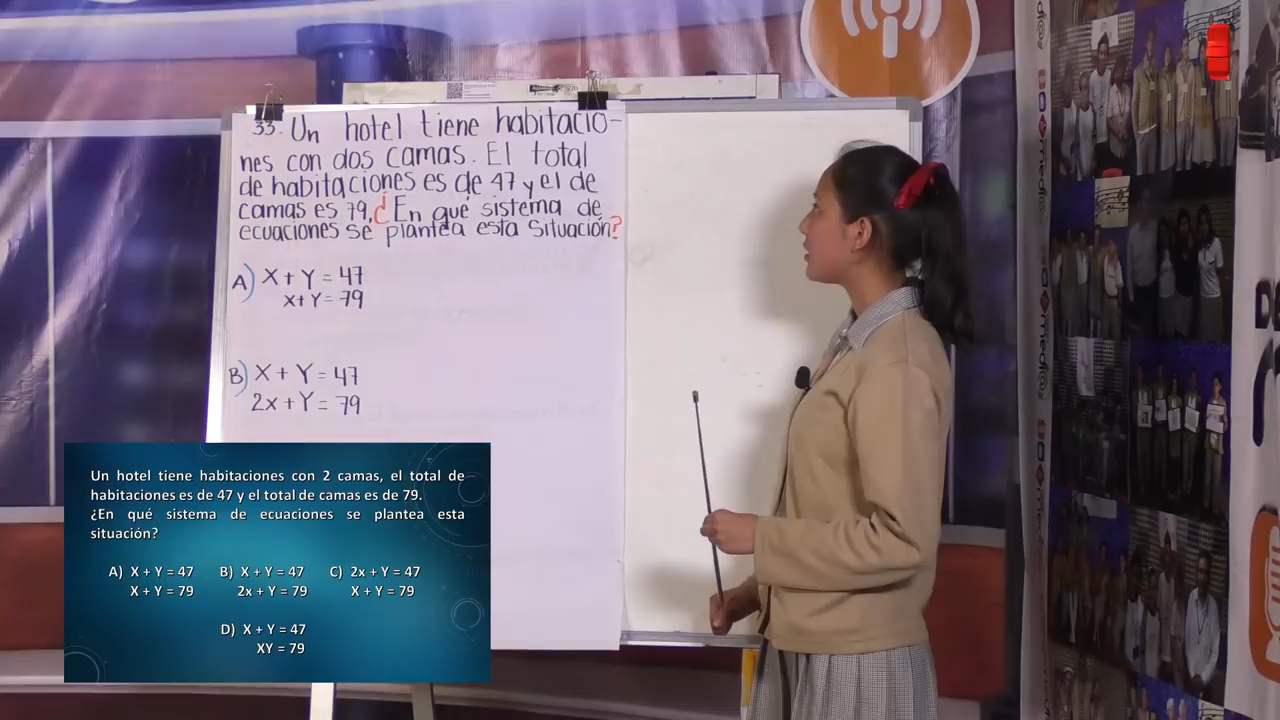 33. Un hotel tiene habitacio-
nes con dos camas. El total
de habitaciones es de 47 y el de
camas es 79, ¿En qué sistema de
ecuaciones se plantea esta situación?
A) X + Y = 47
x + Y = 79
B) X + Y = 47
2x + Y = 79
Un hotel tiene habitaciones con 2 camas, el total de
habitaciones es de 47 y el total de camas es de 79.
¿En qué sistema de ecuaciones se plantea esta
situación?
A) X + Y = 47 B) X + Y = 47 C) 2x + Y = 47
X + Y = 79 2x + Y = 79 X + Y = 79
D) X + Y = 47
XY = 79